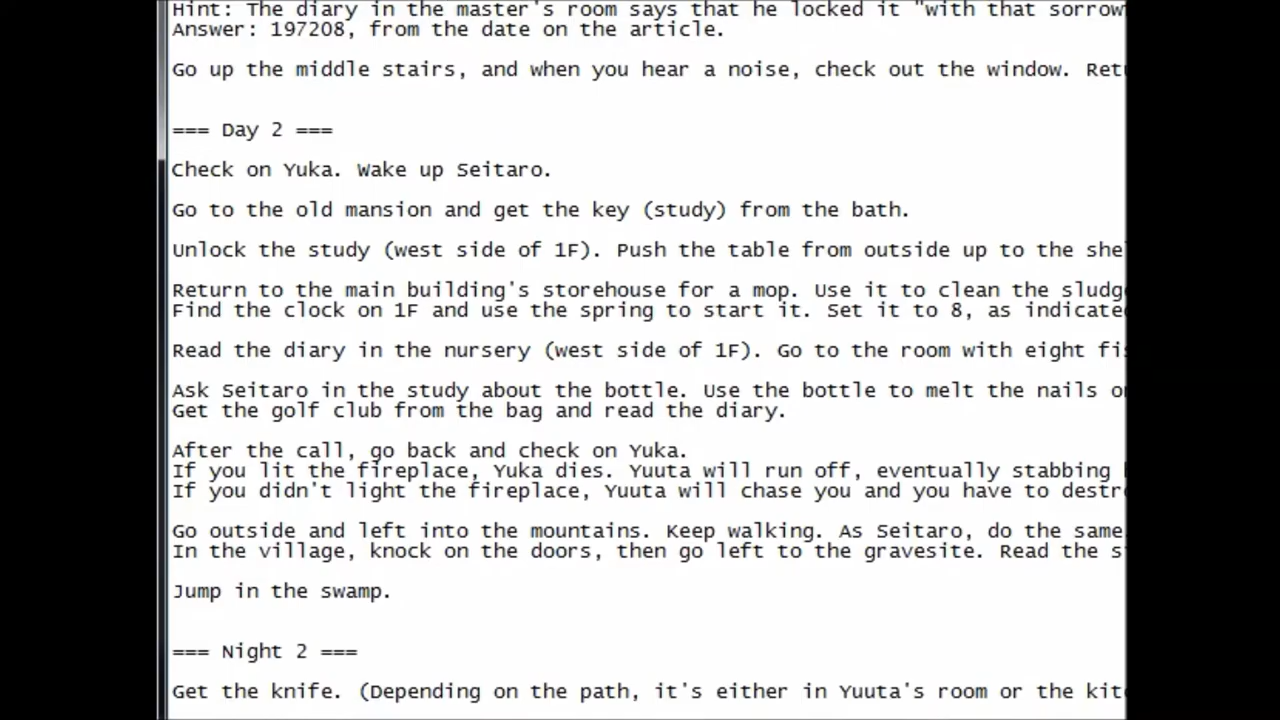 Hint: The diary in the master's room says that he locked it "with that sorrow
Answer: 197208, from the date on the article.
Go up the middle stairs, and when you hear a noise, check out the window. Retu
=== Day 2 ===
Check on Yuka. Wake up Seitaro.
Go to the old mansion and get the key (study) from the bath.
Unlock the study (west side of 1F). Push the table from outside up to the shel
Return to the main building's storehouse for a mop. Use it to clean the sludge
Find the clock on 1F and use the spring to start it. Set it to 8, as indicated
Read the diary in the nursery (west side of 1F). Go to the room with eight fis
Ask Seitaro in the study about the bottle. Use the bottle to melt the nails on
Get the golf club from the bag and read the diary.
After the call, go back and check on Yuka.
If you lit the fireplace, Yuka dies. Yuuta will run off, eventually stabbing
If you didn't light the fireplace, Yuuta will chase you and you have to destro
Go outside and left into the mountains. Keep walking. As Seitaro, do the same.
In the village, knock on the doors, then go left to the gravesite. Read the st
Jump in the swamp.
=== Night 2 ===
Get the knife. (Depending on the path, it's either in Yuuta's room or the kitc